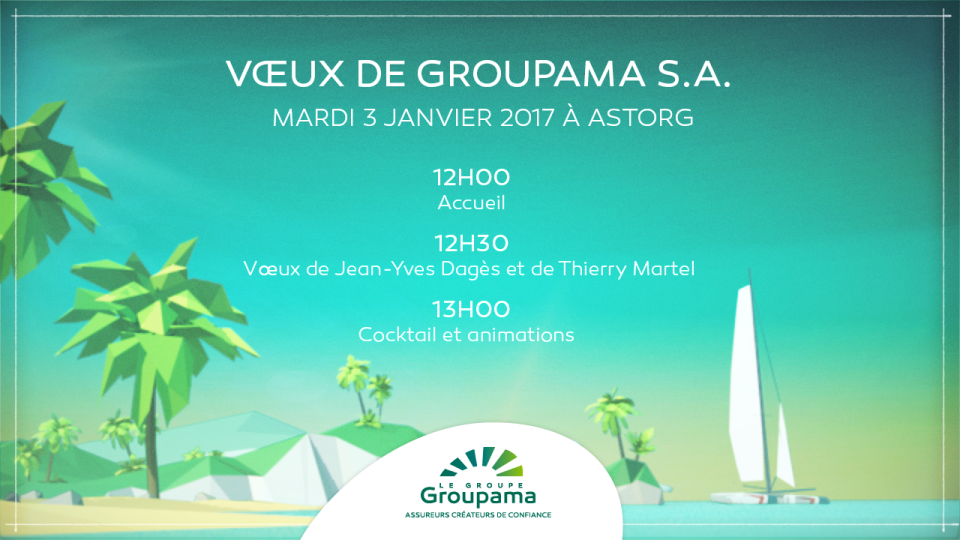 VŒUX DE GROUPAMA S.A.
MARDI 3 JANVIER 2017 À ASTORG
12H00
Accueil
12H30
Vœux de Jean-Yves Dagès et de Thierry Martel
13H00
Cocktail et animations
LE GROUPE
Groupama
ASSUREURS CRÉATEURS DE CONFIANCE